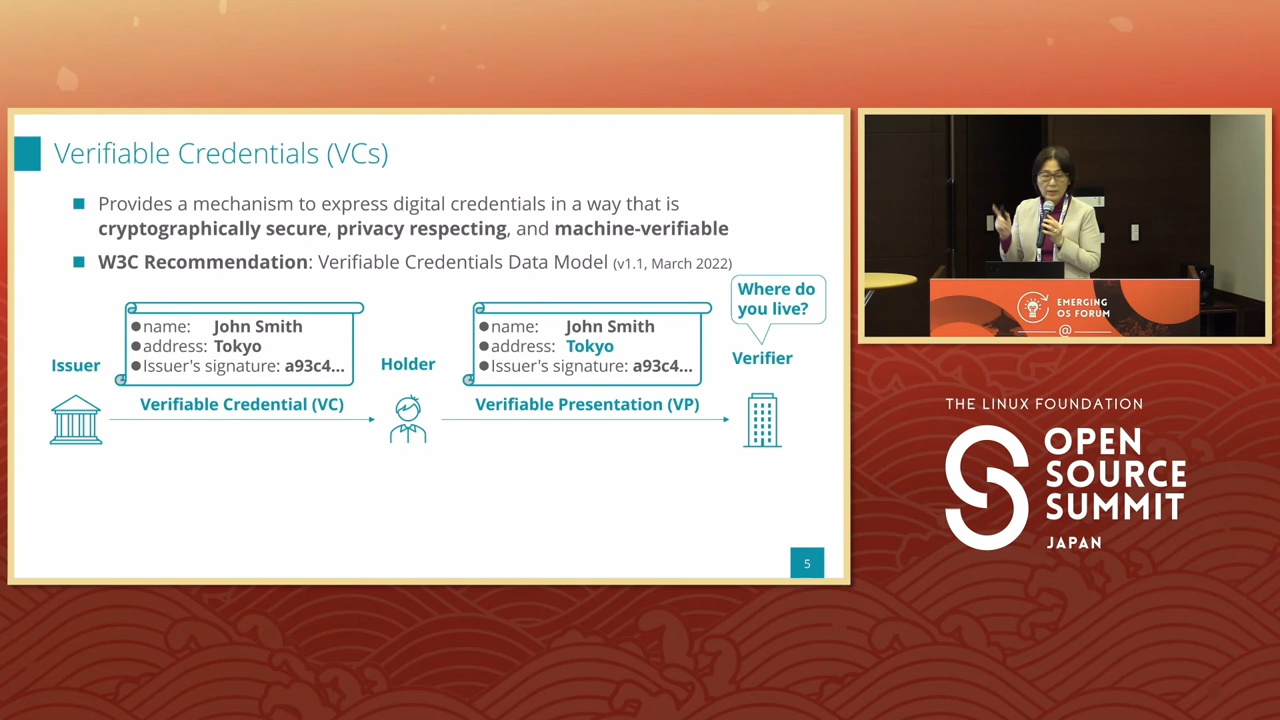 Verifiable Credentials (VCs)
Provides a mechanism to express digital credentials in a way that is
cryptographically secure, privacy respecting, and machine-verifiable
W3C Recommendation: Verifiable Credentials Data Model (v1.1, March 2022)
Where do
you live?
name: John Smith
address: Tokyo
Issuer's signature: a93c4...
name: John Smith
address: Tokyo
Issuer's signature: a93c4...
Issuer
Holder
Verifier
Verifiable Credential (VC)
Verifiable Presentation (VP)
5
EMERGING
OS FORUM
@
THE LINUX FOUNDATION
OPEN
SOURCE
SUMMIT
JAPAN